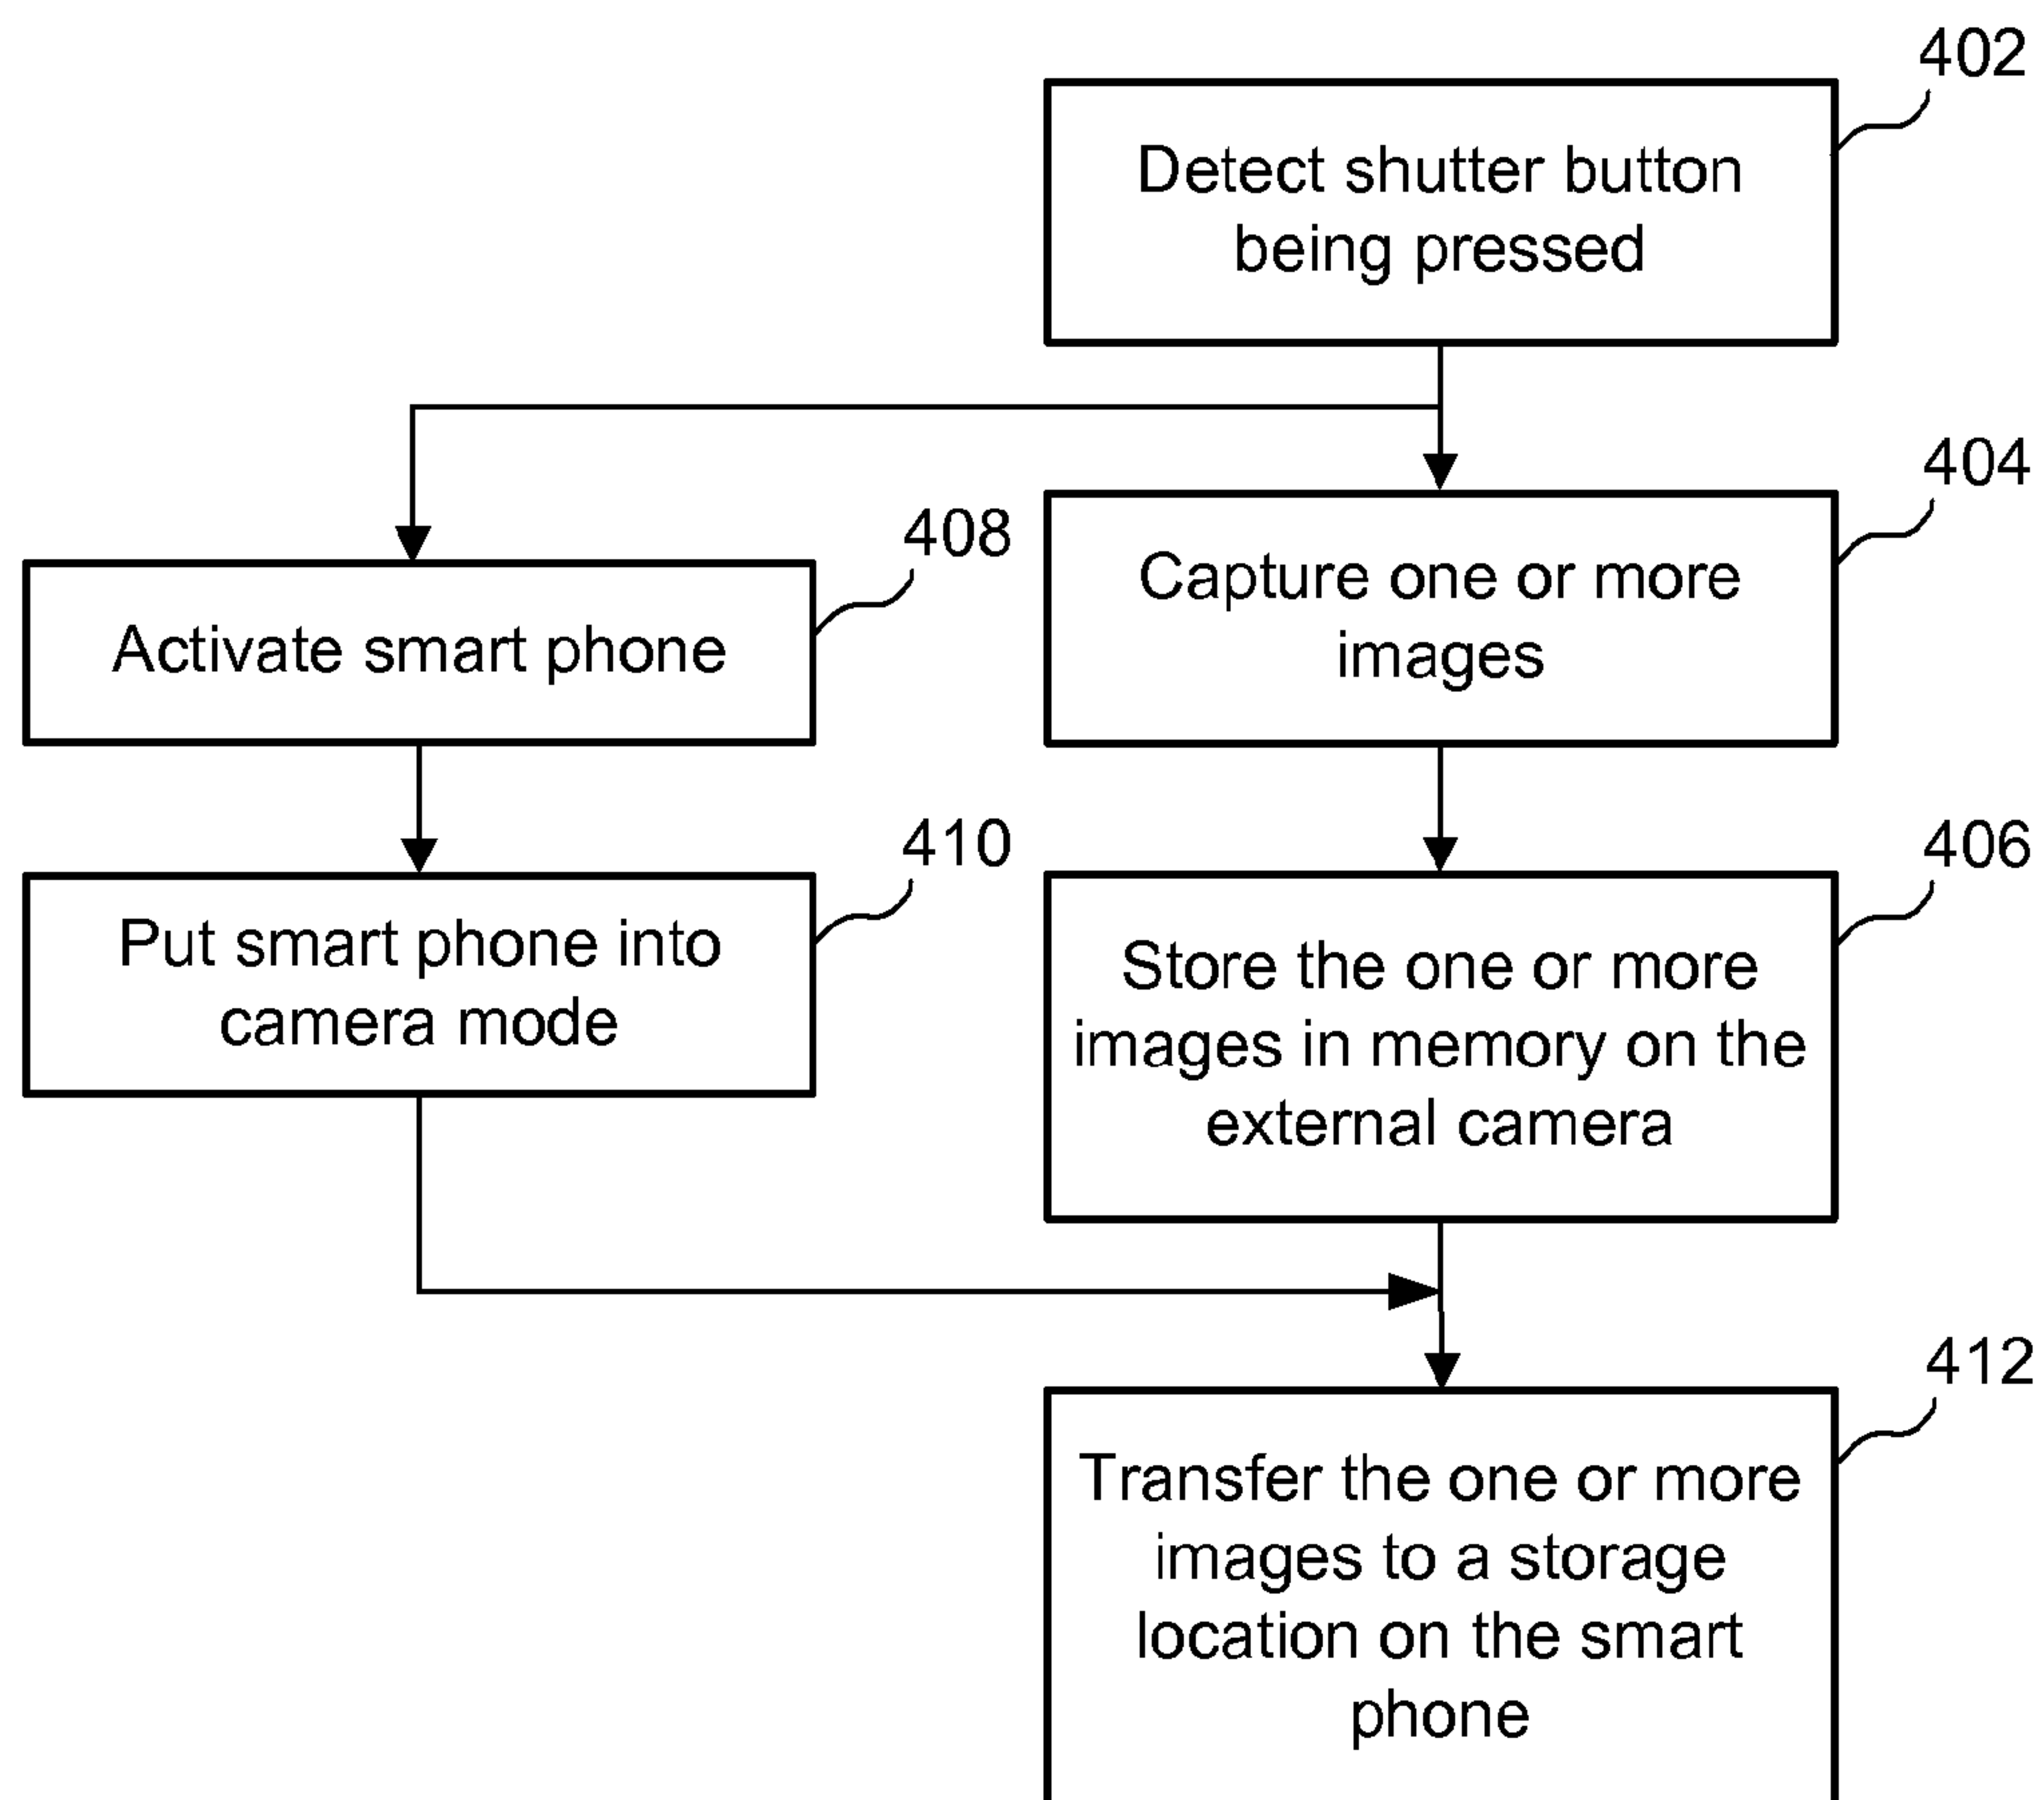 402
Detect shutter button
being pressed
404
Capture one or more
images
408
Activate smart phone
410
Put smart phone into
camera mode
406
Store the one or more
images in memory on the
external camera
412
Transfer the one or more
images to a storage
location on the smart
phone